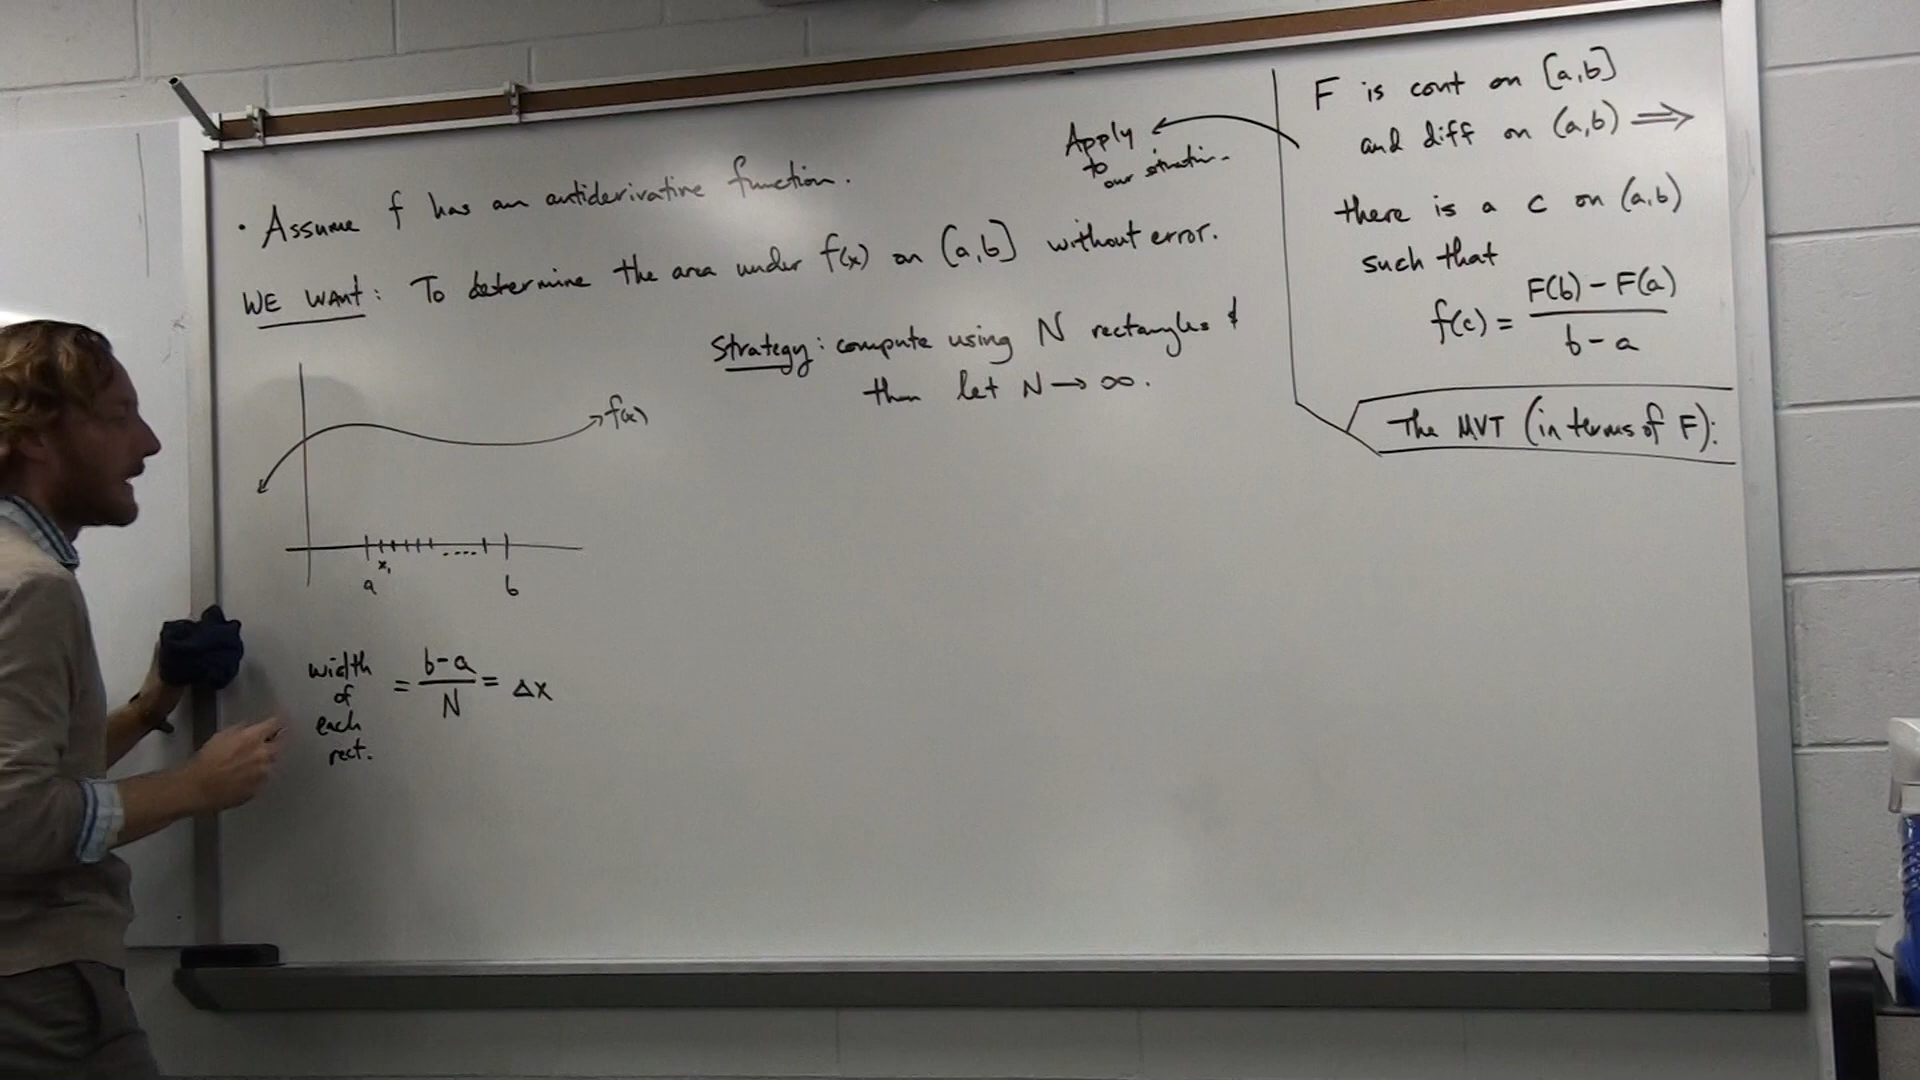 • Assume f has an antiderivative function.
WE WANT: To determine the area under f(x) on [a,b] without error.
Strategy: compute using N rectangles &
then let N → ∞.
f(x)
x₁
a b
width
of
each
rect.
= b-a / N = Δx
Apply
to
our situation.
F is cont on [a,b]
and diff on (a,b) ⇒
there is a c on (a,b)
such that
f(c) = F(b) - F(a) / b - a
The MVT (in terms of F):